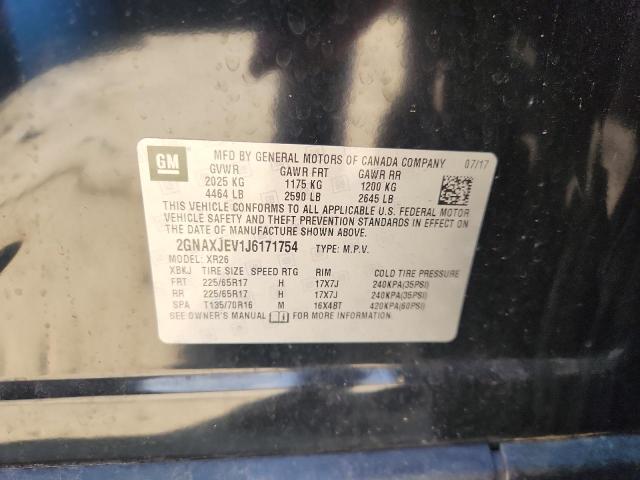 GM MFD BY GENERAL MOTORS OF CANADA COMPANY 07/17
GVWR GAWR FRT GAWR RR
2025 KG 1175 KG 1200 KG
4464 LB 2590 LB 2645 LB
THIS VEHICLE CONFORMS TO ALL APPLICABLE U.S. FEDERAL MOTOR
VEHICLE SAFETY AND THEFT PREVENTION STANDARDS IN EFFECT ON
THE DATE OF MANUFACTURE SHOWN ABOVE.
2GNAXJEV1J6171754 TYPE: M.P.V.
MODEL: XR26
XBKJ TIRE SIZE SPEED RTG RIM COLD TIRE PRESSURE
FRT 225/65R17 H 17X7J 240KPA(35PSI)
RR 225/65R17 H 17X7J 240KPA(35PSI)
SPA T135/70R16 M 16X4BT 420KPA(60PSI)
SEE OWNER'S MANUAL FOR MORE INFORMATION